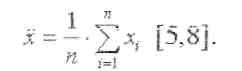 ẍ = 1/n · ∑_{i=1}^{n} x_i [5,8].